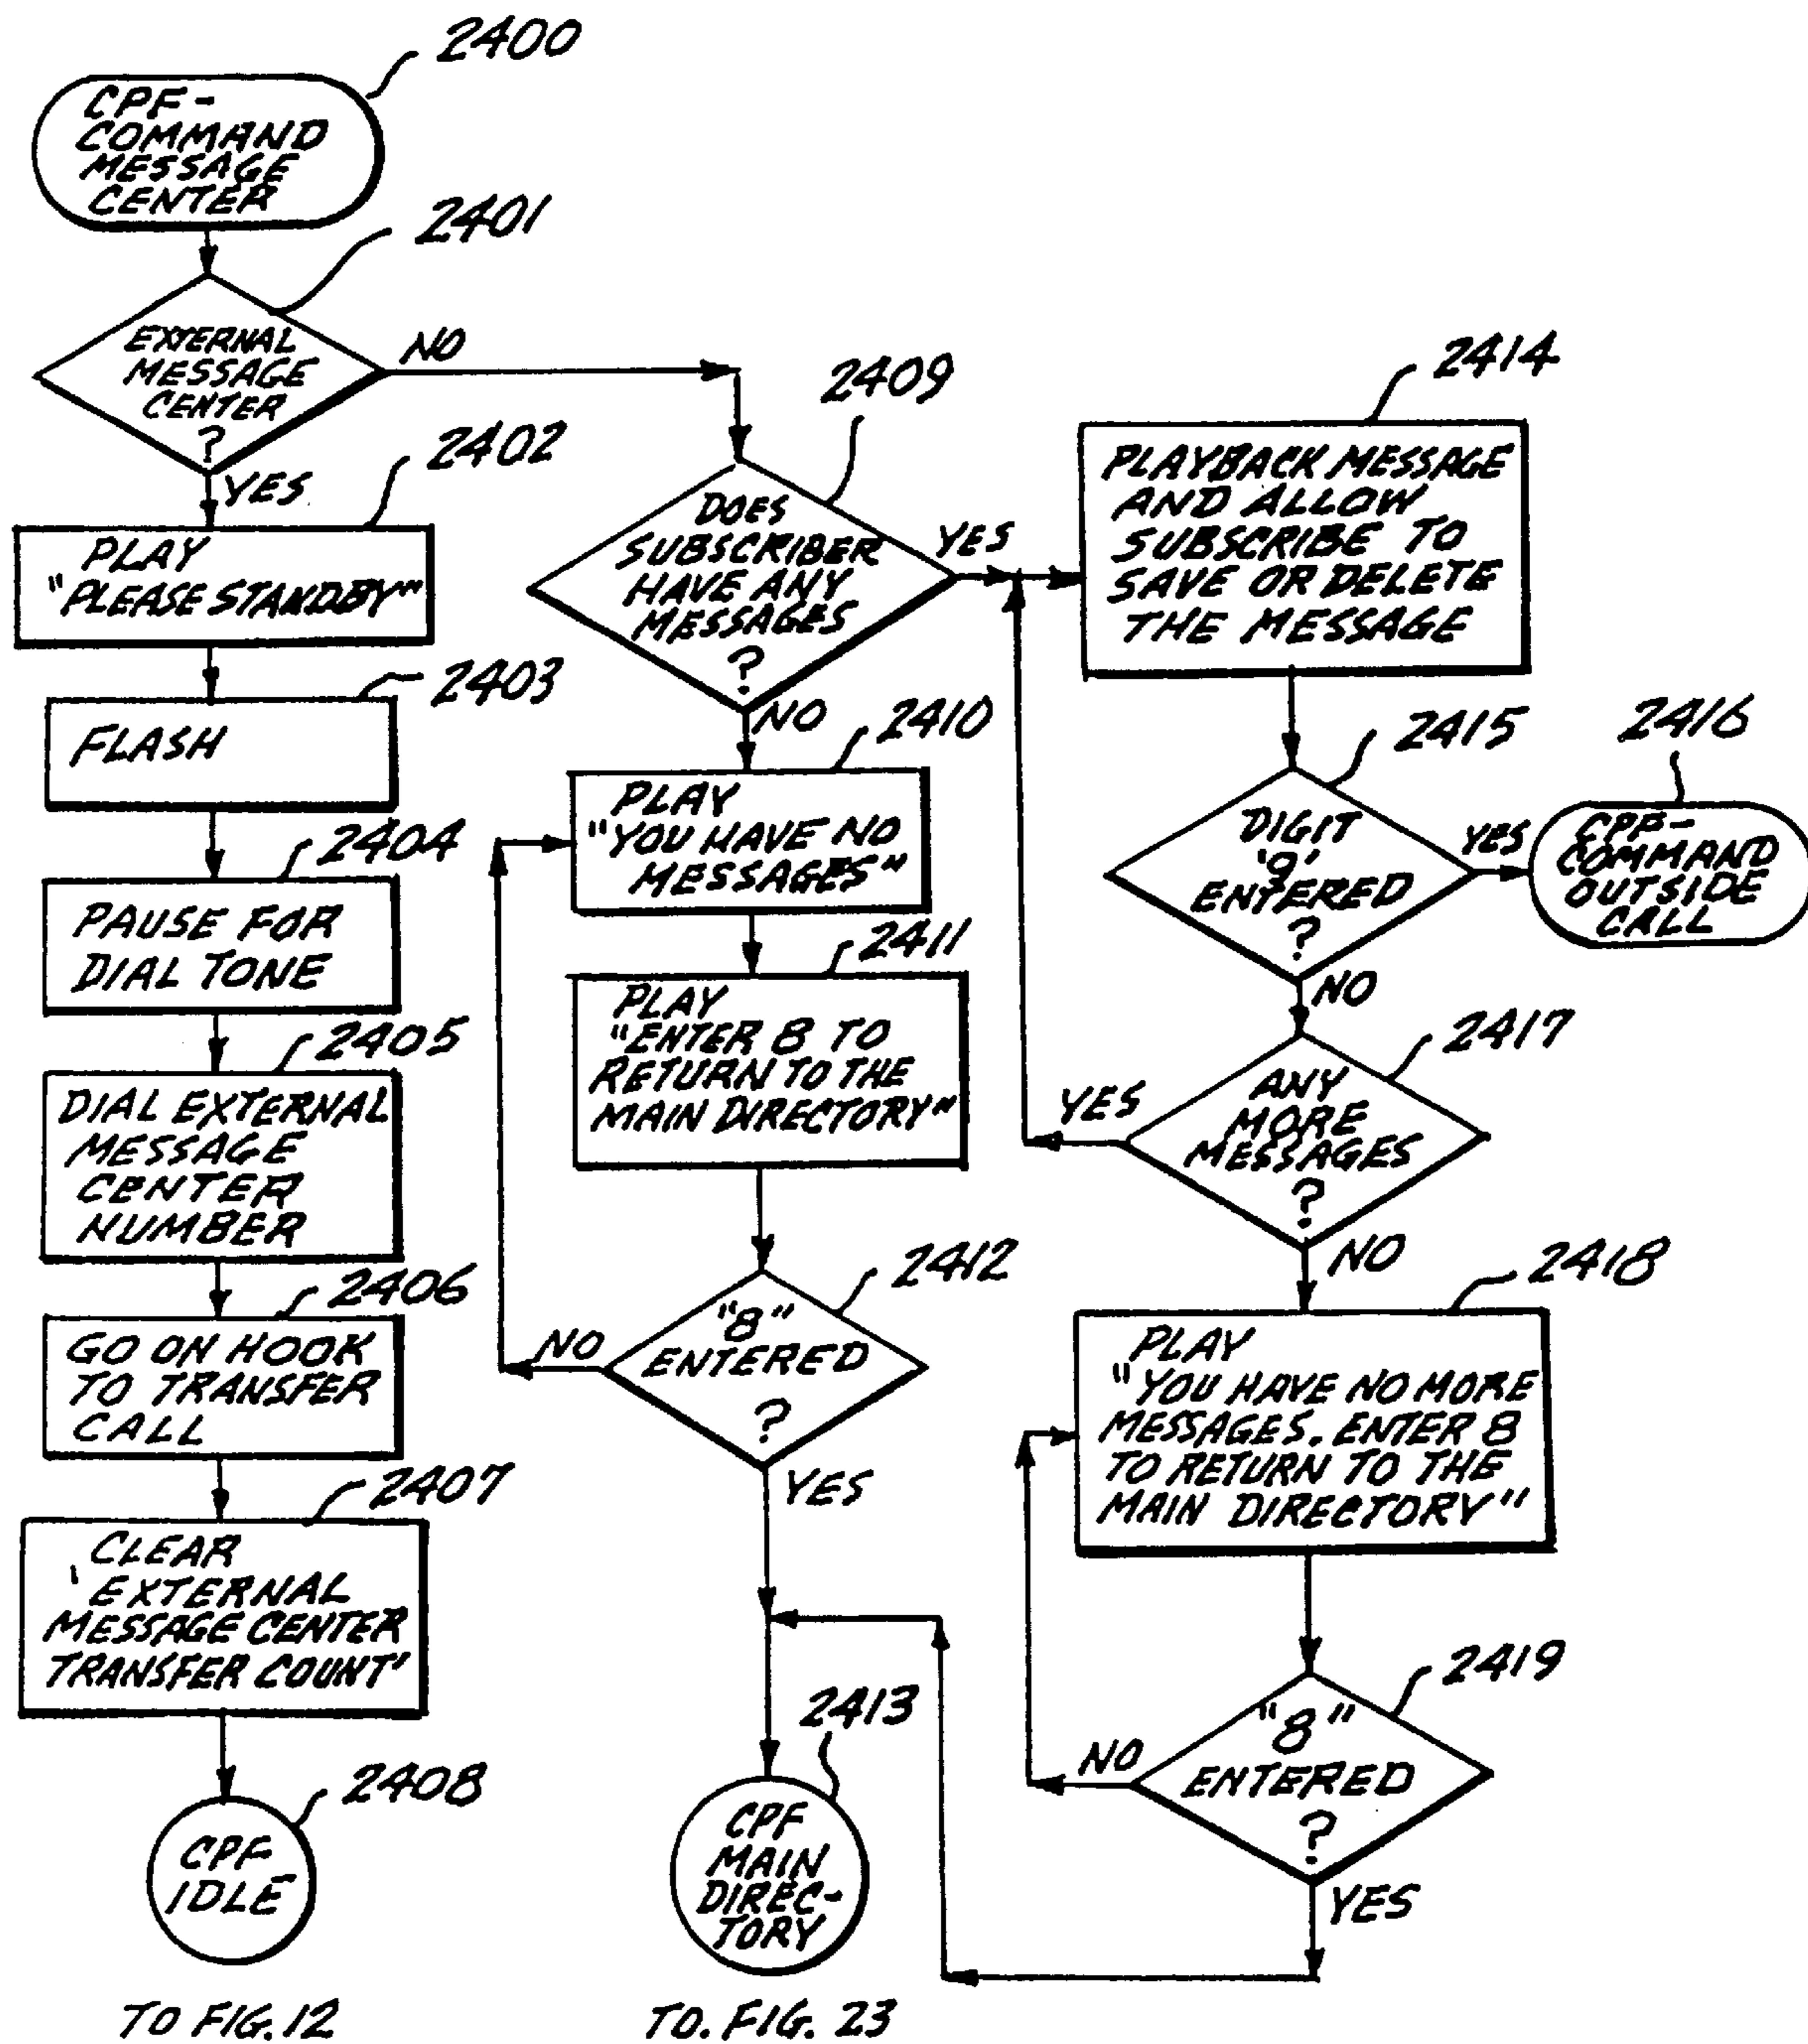 2400
CPF-
COMMAND
MESSAGE
CENTER
2401
EXTERNAL
MESSAGE
CENTER
?
NO
YES
2402
PLAY
"PLEASE STANDBY"
2403
FLASH
2404
PAUSE FOR
DIAL TONE
2405
DIAL EXTERNAL
MESSAGE
CENTER
NUMBER
2406
GO ON HOOK
TO TRANSFER
CALL
2407
CLEAR
'EXTERNAL
MESSAGE CENTER
TRANSFER COUNT'
2408
CPF
IDLE
TO FIG. 12
2409
DOES
SUBSCRIBER
HAVE ANY
MESSAGES
?
YES
NO
2410
PLAY
"YOU HAVE NO
MESSAGES"
2411
PLAY
"ENTER 8 TO
RETURN TO THE
MAIN DIRECTORY"
2412
"8"
ENTERED
?
NO
YES
2413
CPF
MAIN
DIREC-
TORY
TO. FIG. 23
2414
PLAYBACK MESSAGE
AND ALLOW
SUBSCRIBE TO
SAVE OR DELETE
THE MESSAGE
2415
DIGIT
'9'
ENTERED
?
YES
NO
2416
CPF-
COMMAND
OUTSIDE
CALL
2417
ANY
MORE
MESSAGES
?
YES
NO
2418
PLAY
"YOU HAVE NO MORE
MESSAGES. ENTER 8
TO RETURN TO THE
MAIN DIRECTORY"
2419
"8"
ENTERED
?
NO
YES